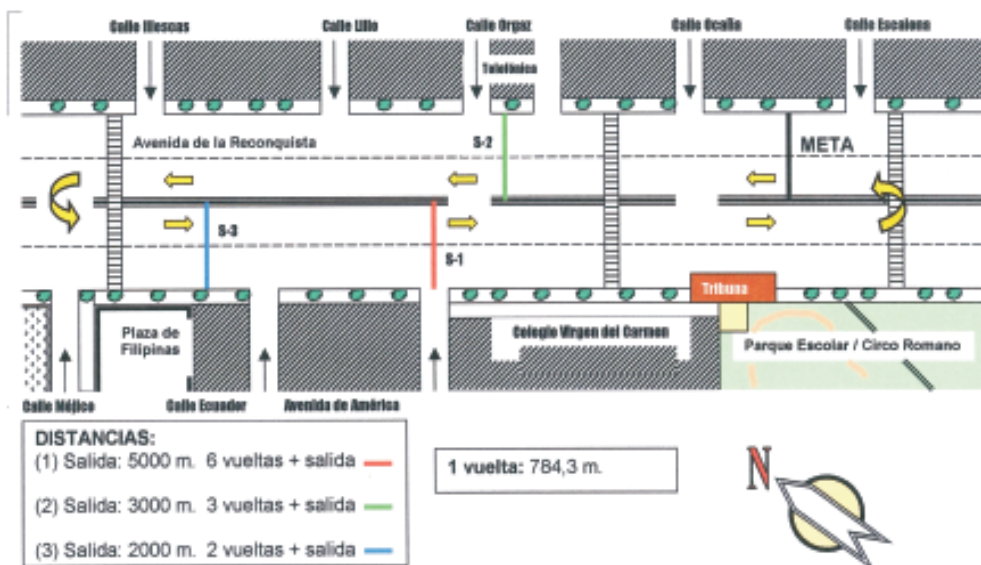 Calle Illescas
Calle Lillo
Calle Orgaz
Calle Ocaña
Calle Escalona
Telefónica
Avenida de la Reconquista
S-2
META
S-3
S-1
Tribuna
Plaza de
Filipinas
Colegio Virgen del Carmen
Parque Escolar / Circo Romano
Calle Méjico
Calle Ecuador
Avenida de América
DISTANCIAS:
(1) Salida: 5000 m. 6 vueltas + salida
(2) Salida: 3000 m. 3 vueltas + salida
(3) Salida: 2000 m. 2 vueltas + salida
1 vuelta: 784,3 m.
N